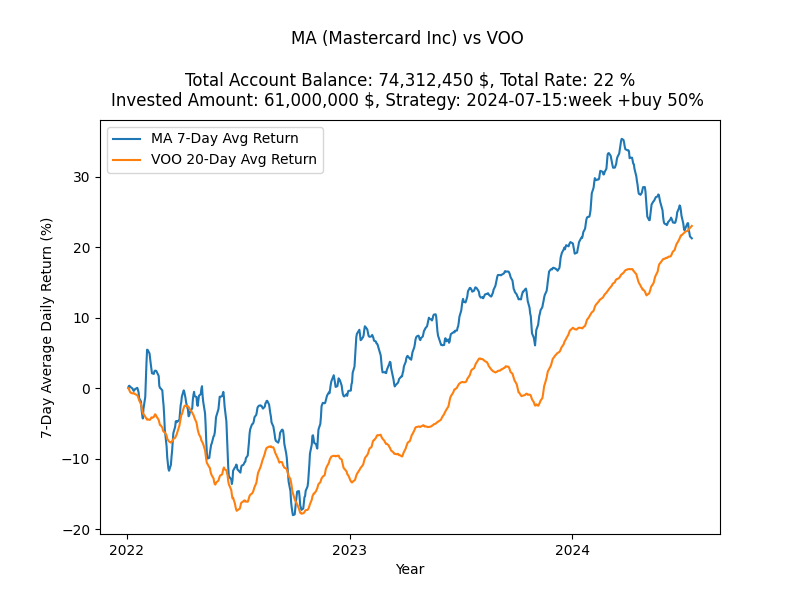 MA (Mastercard Inc) vs VOO
Total Account Balance: 74,312,450 $, Total Rate: 22 %
Invested Amount: 61,000,000 $, Strategy: 2024-07-15:week +buy 50%
MA 7-Day Avg Return
VOO 20-Day Avg Return
7-Day Average Daily Return (%)
30
20
10
0
−10
−20
2022
2023
2024
Year